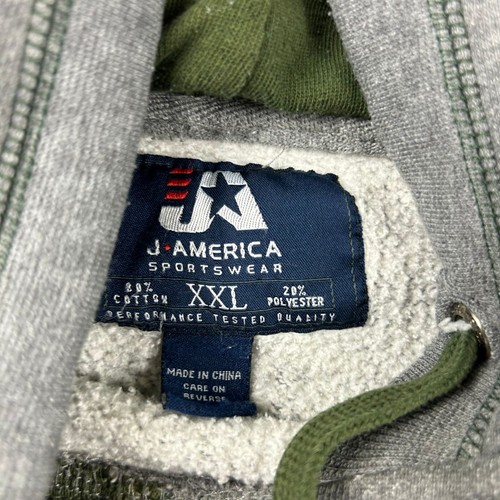 JA
J★AMERICA
SPORTSWEAR
80% XXL 20%
COTTON POLYESTER
PERFORMANCE TESTED QUALITY
MADE IN CHINA
CARE ON
REVERSE